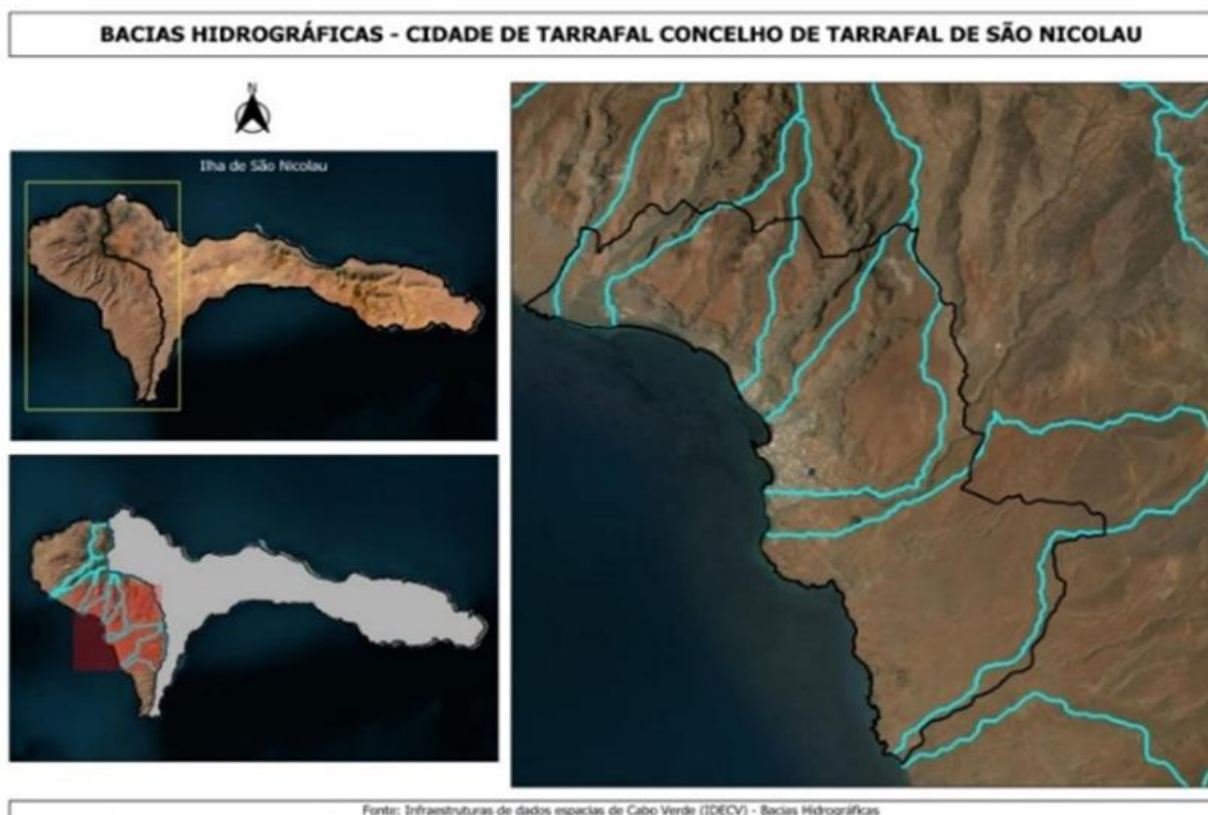 BACIAS HIDROGRÁFICAS - CIDADE DE TARRAFAL CONCELHO DE TARRAFAL DE SÃO NICOLAU
N
Ilha de São Nicolau
Fonte: Infraestruturas de dados espacias de Cabo Verde (IDECV) - Bacias Hidrográficas